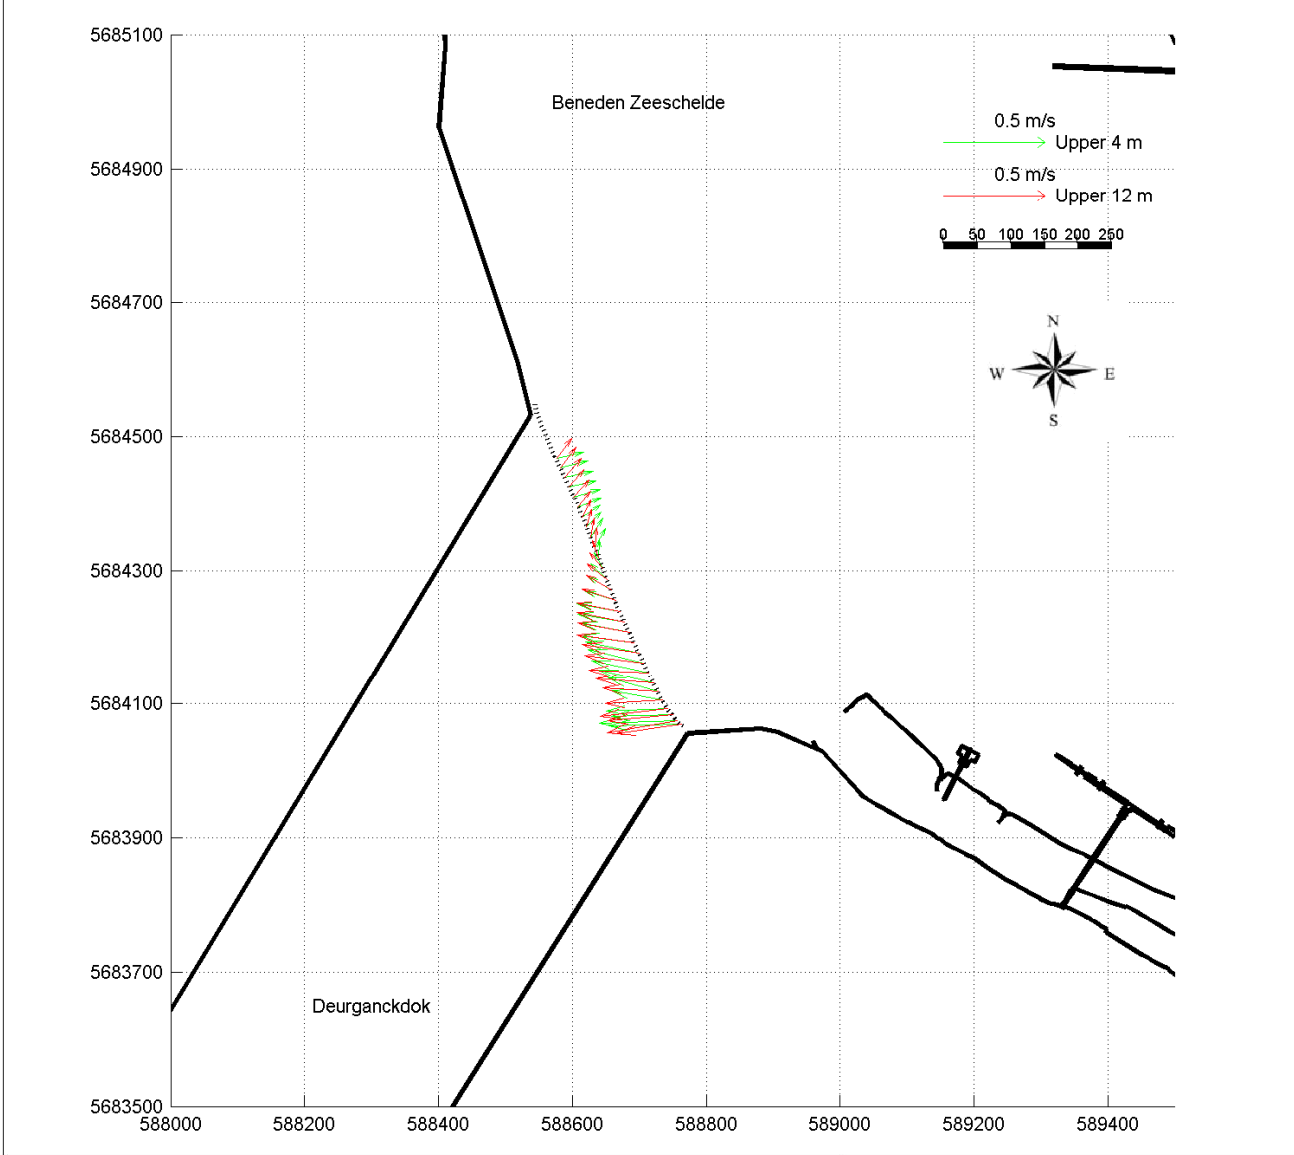 5685100
Beneden Zeeschelde
0.5 m/s
Upper 4 m
5684900
0.5 m/s
Upper 12 m
0 50 100 150 200 250
5684700
N
W E
S
5684500
5684300
5684100
5683900
5683700
Deurganckdok
5683500
588000 588200 588400 588600 588800 589000 589200 589400